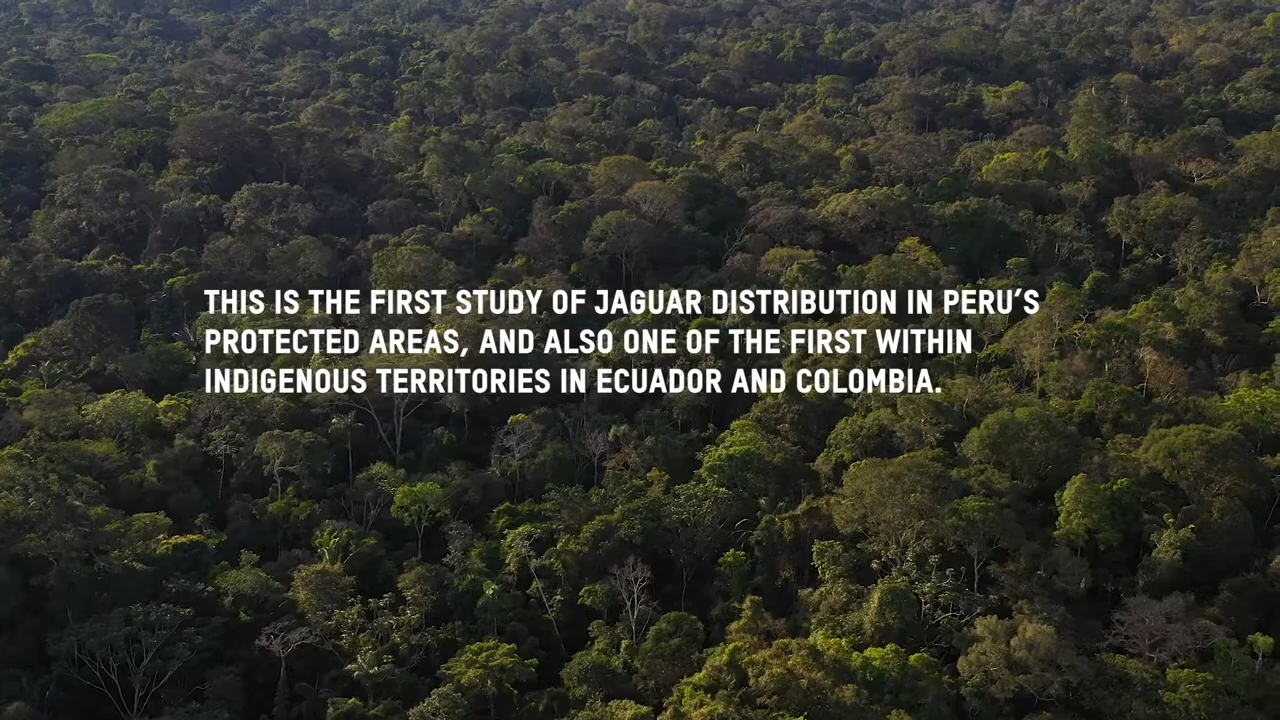 THIS IS THE FIRST STUDY OF JAGUAR DISTRIBUTION IN PERU’S
PROTECTED AREAS, AND ALSO ONE OF THE FIRST WITHIN
INDIGENOUS TERRITORIES IN ECUADOR AND COLOMBIA.